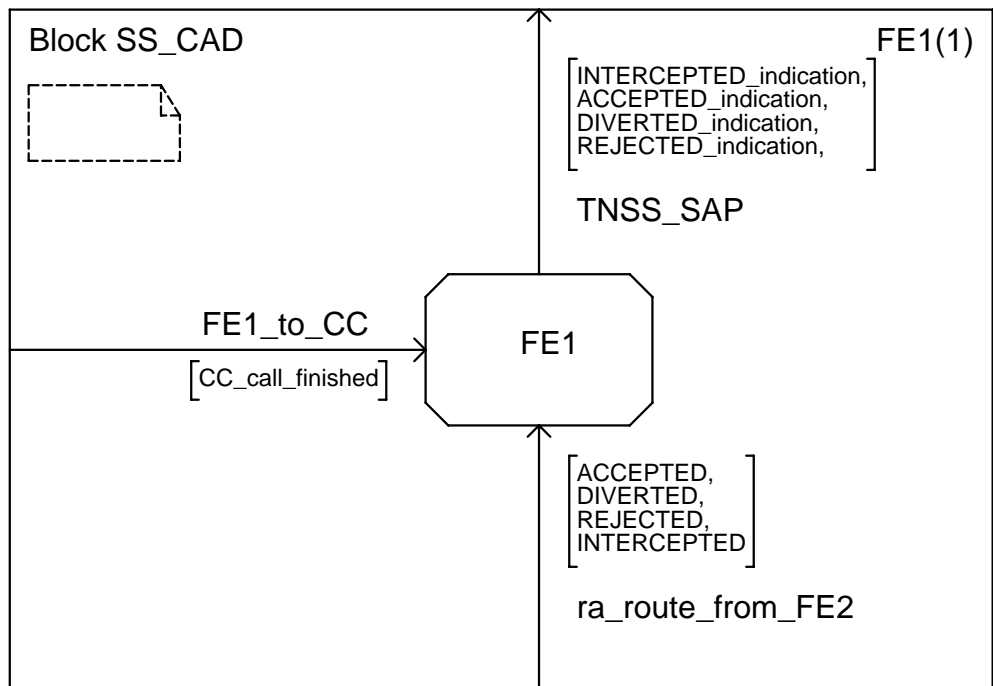 Block SS_CAD
FE1(1)
INTERCEPTED_indication,
ACCEPTED_indication,
DIVERTED_indication,
REJECTED_indication,
TNSS_SAP
FE1_to_CC
CC_call_finished
FE1
ACCEPTED,
DIVERTED,
REJECTED,
INTERCEPTED
ra_route_from_FE2